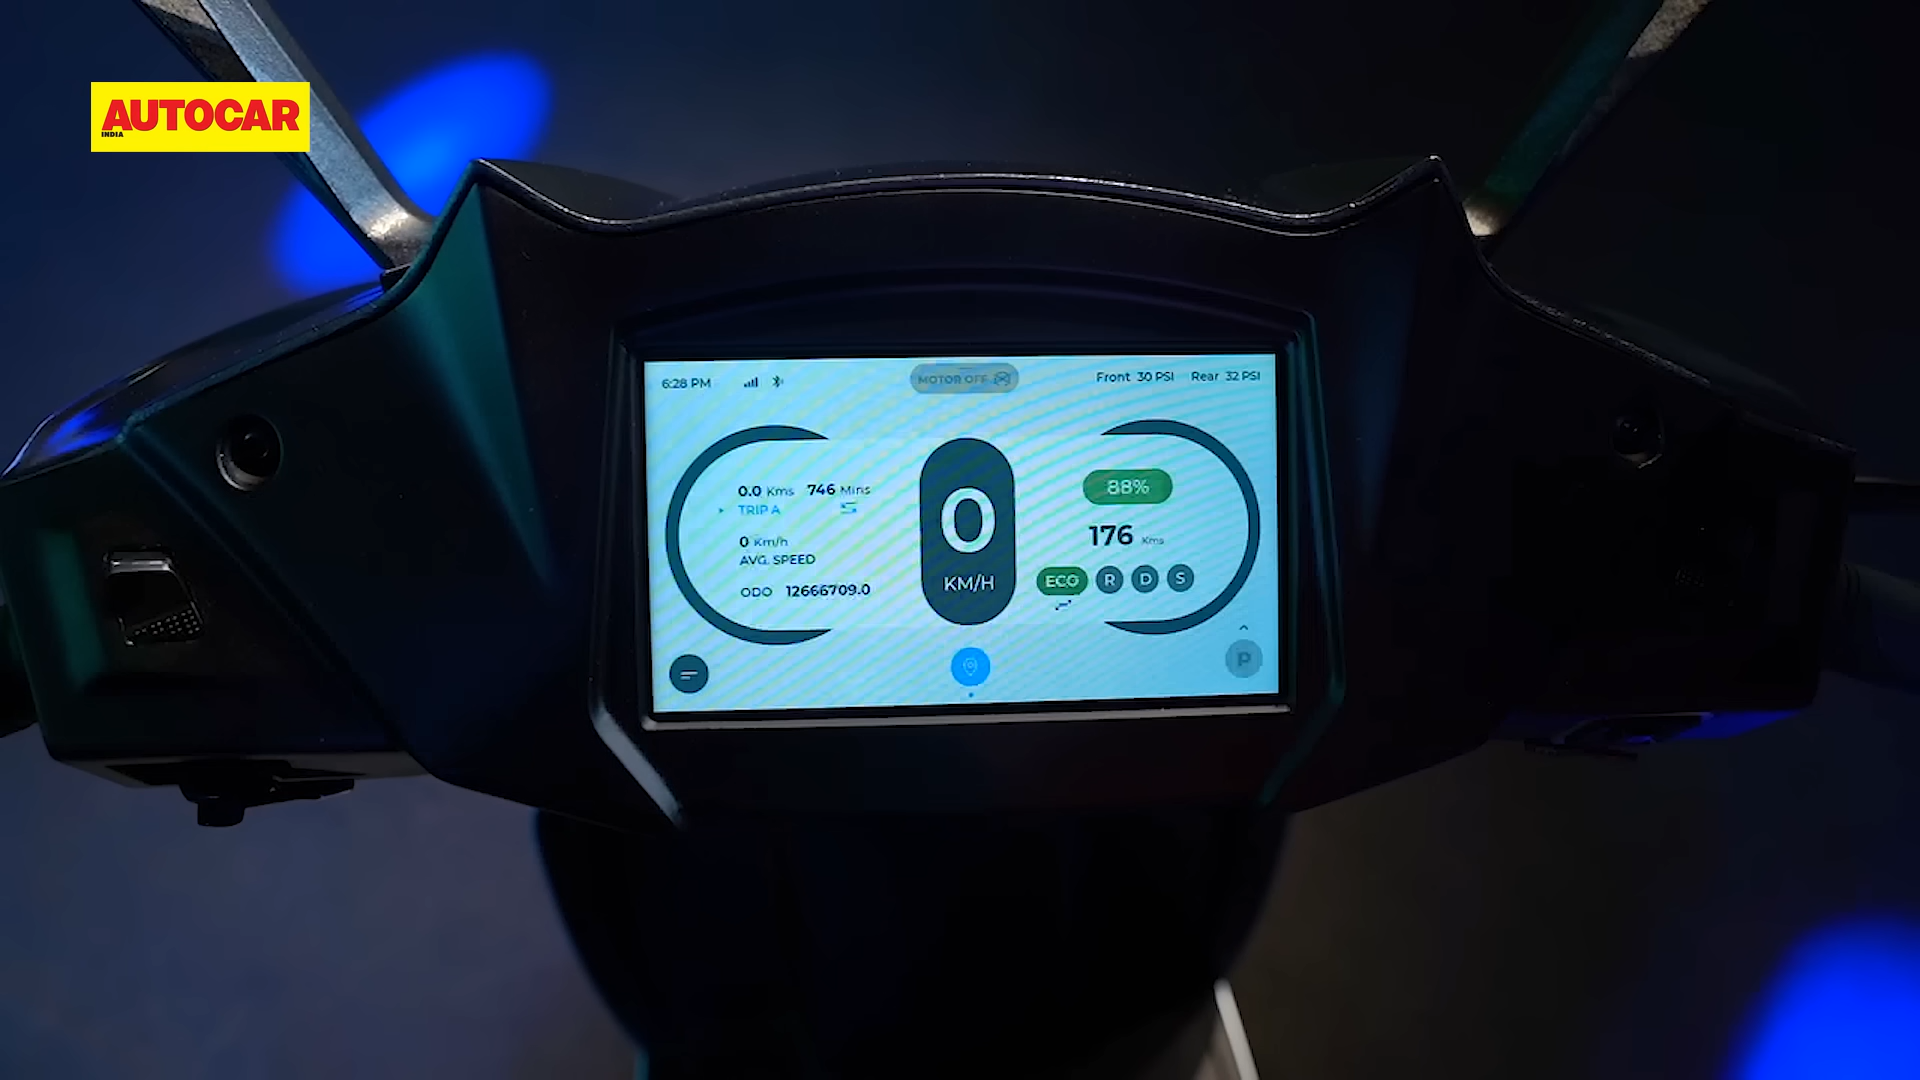 AUTOCAR
INDIA
6:28 PM
MOTOR OFF
Front 30 PSI Rear 32 PSI
0.0 Kms 746 Mins
TRIP A
0 Km/h
AVG. SPEED
ODO 12666709.0
0
KM/H
88%
176 Kms
ECO R D S
P